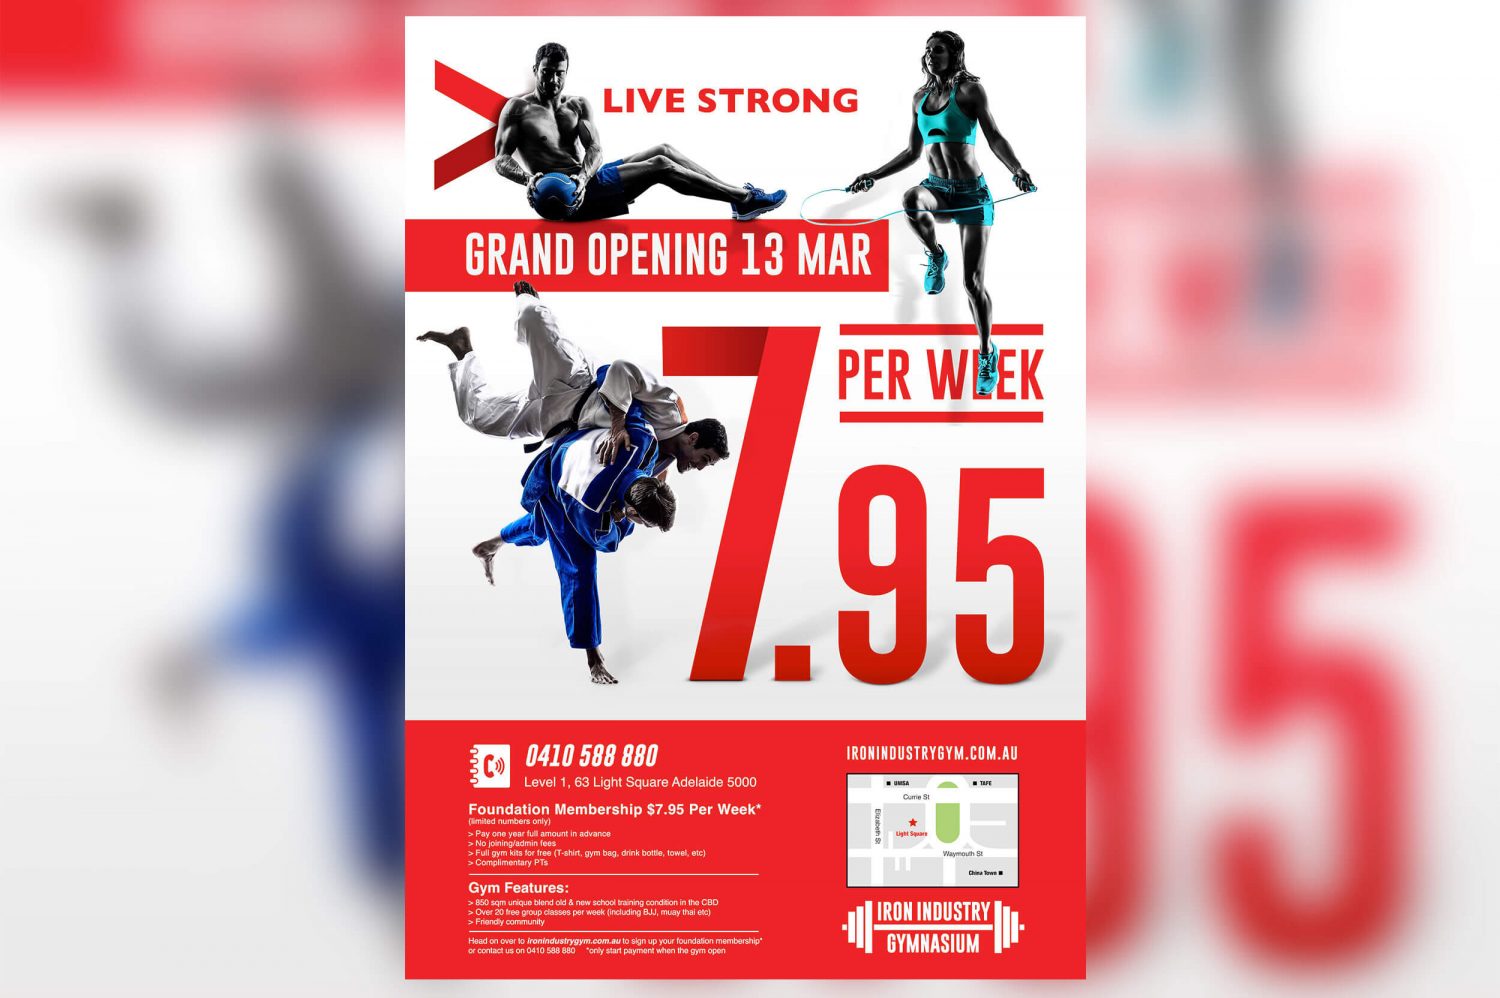 LIVE STRONG
GRAND OPENING 13 MAR
7.95
PER WEEK
0410 588 880
Level 1, 63 Light Square Adelaide 5000
Foundation Membership $7.95 Per Week*
(limited numbers only)
> Pay one year full amount in advance
> No joining/admin fees
> Full gym kits for free (T-shirt, gym bag, drink bottle, towel, etc)
> Complimentary PTs
Gym Features:
> 850 sqm unique blend old & new school training condition in the CBD
> Over 20 free group classes per week (including BJJ, muay thai etc)
> Friendly community
Head on over to ironindustrygym.com.au to sign up your foundation membership*
or contact us on 0410 588 880 *only start payment when the gym open
IRONINDUSTRYGYM.COM.AU
UMSA
TAFE
Currie St
Elizabeth St
Light Square
Waymouth St
China Town
IRON INDUSTRY
GYMNASIUM